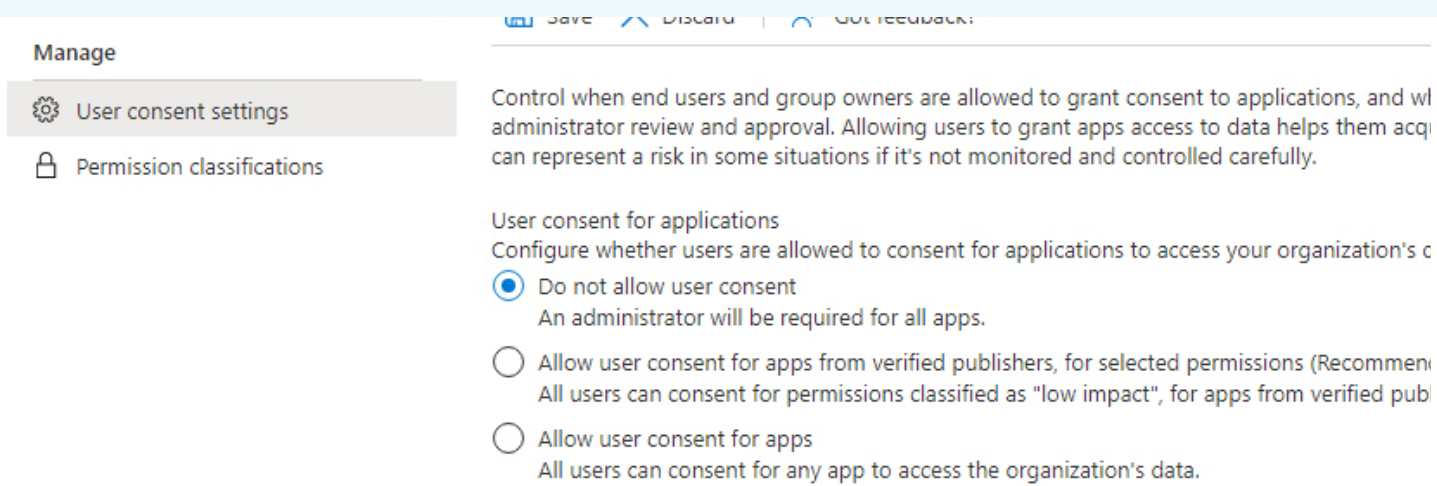 Save Discard Got feedback?
Manage
User consent settings
Permission classifications
Control when end users and group owners are allowed to grant consent to applications, and
administrator review and approval. Allowing users to grant apps access to data helps them
can represent a risk in some situations if it's not monitored and controlled carefully.
User consent for applications
Configure whether users are allowed to consent for applications to access your organization's
Do not allow user consent
An administrator will be required for all apps.
Allow user consent for apps from verified publishers, for selected permissions
All users can consent for permissions classified as "low impact", for apps from verified
Allow user consent for apps
All users can consent for any app to access the organization's data.